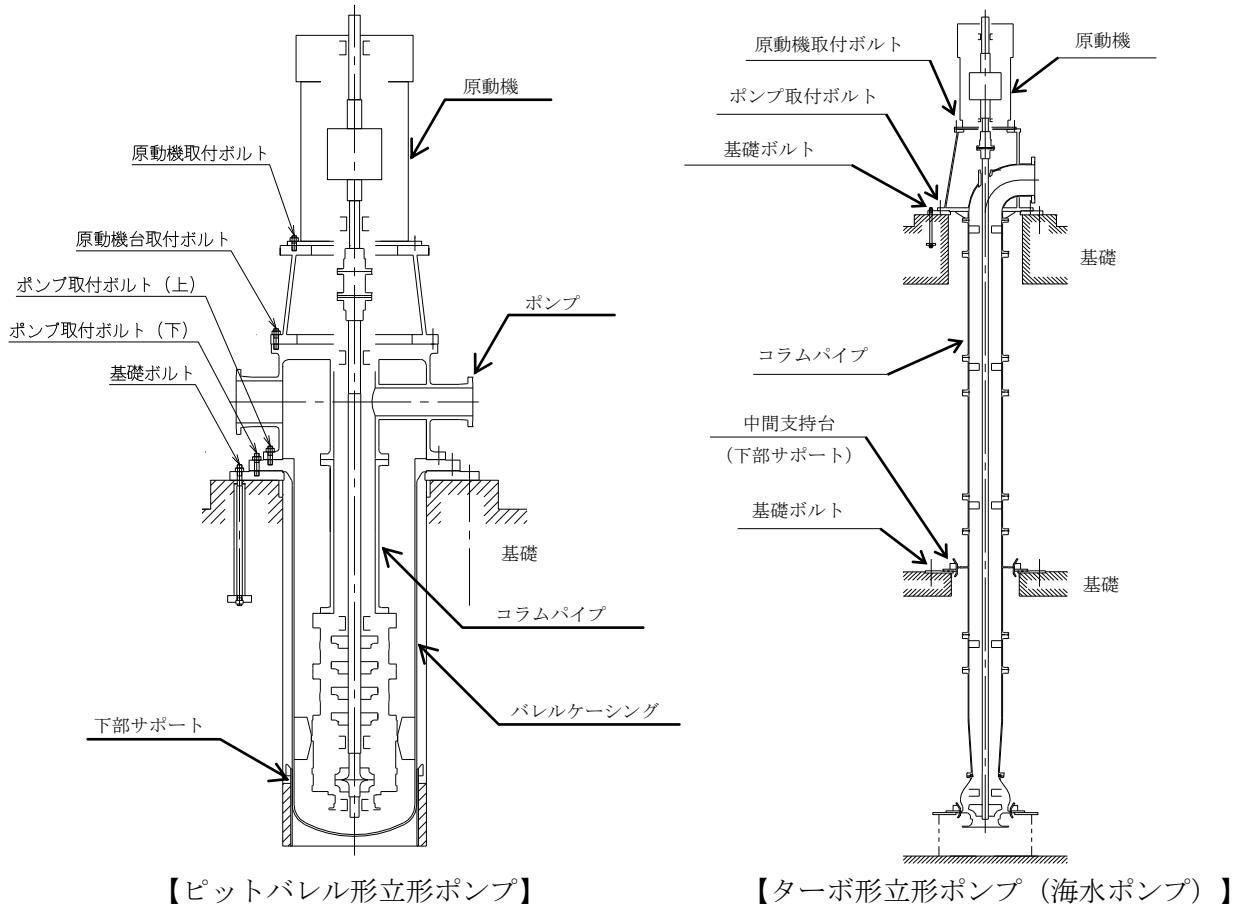 原動機
原動機取付ボルト
原動機台取付ボルト
ポンプ取付ボルト（上）
ポンプ取付ボルト（下）
基礎ボルト
ポンプ
基礎
コラムパイプ
バレルケーシング
下部サポート
【ピットバレル形立形ポンプ】
原動機取付ボルト
原動機
ポンプ取付ボルト
基礎ボルト
基礎
コラムパイプ
中間支持台
（下部サポート）
基礎ボルト
基礎
【ターボ形立形ポンプ（海水ポンプ）】